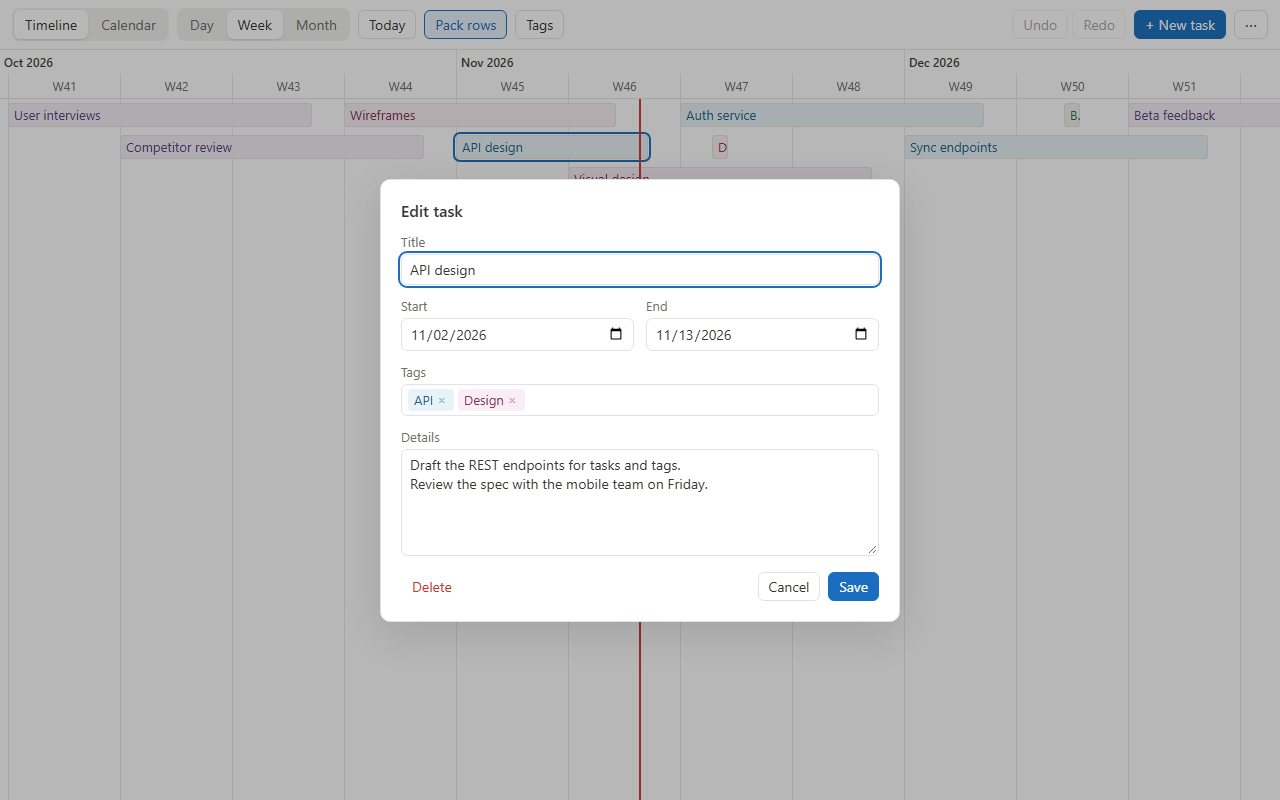 Timeline Calendar Day Week Month Today Pack rows Tags Undo Redo + New task ...
Oct 2026 Nov 2026 Dec 2026
W41 W42 W43 W44 W45 W46 W47 W48 W49 W50 W51
User interviews Wireframes Auth service B. Beta feedback
Competitor review API design D Sync endpoints
Visual design
Edit task
Title
API design
Start End
11/02/2026 11/13/2026
Tags
API × Design ×
Details
Draft the REST endpoints for tasks and tags.
Review the spec with the mobile team on Friday.
Delete Cancel Save